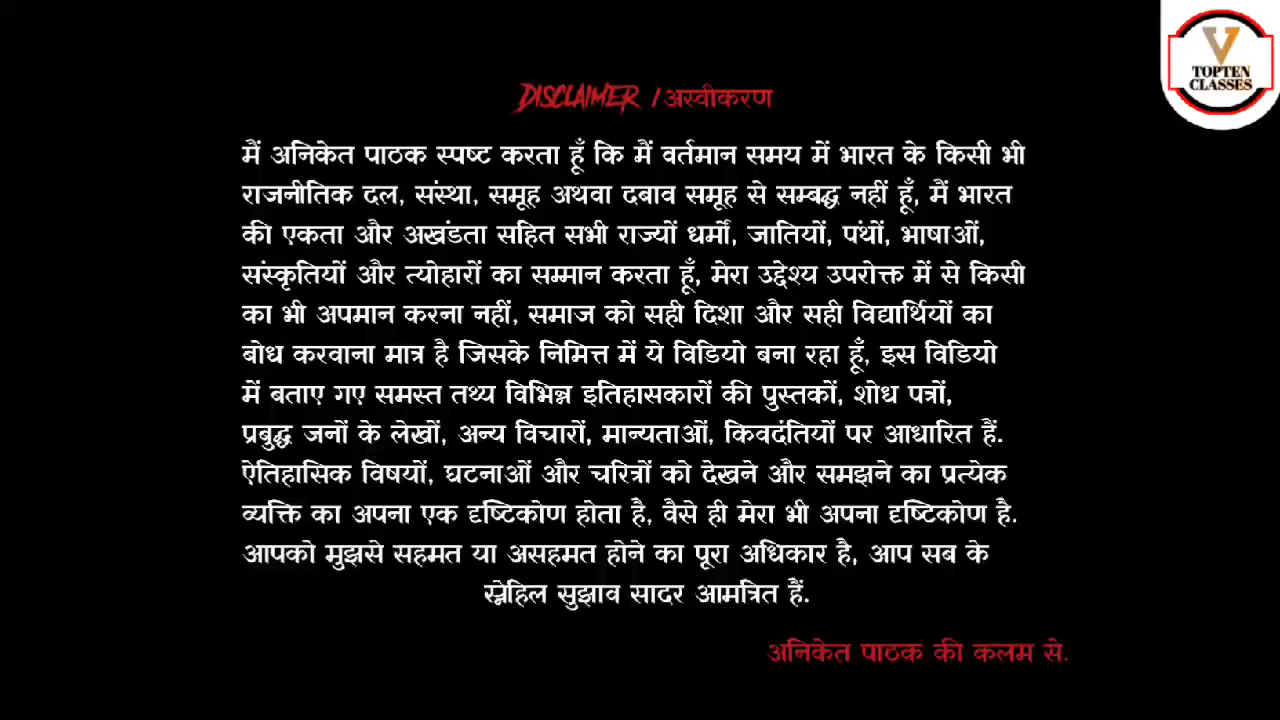 TOPTEN
CLASSES
DISCLAIMER / अस्वीकरण
मैं अनिकेत पाठक स्पष्ट करता हूँ कि मैं वर्तमान समय में भारत के किसी भी
राजनीतिक दल, संस्था, समूह अथवा दबाव समूह से सम्बद्ध नहीं हूँ, मैं भारत
की एकता और अखंडता सहित सभी राज्यों धर्मों, जातियों, पंथों, भाषाओं,
संस्कृतियों और त्योहारों का सम्मान करता हूँ, मेरा उद्देश्य उपरोक्त में से किसी
का भी अपमान करना नहीं, समाज को सही दिशा और सही विद्यार्थियों का
बोध करवाना मात्र है जिसके निमित्त में ये विडियो बना रहा हूँ, इस विडियो
में बताए गए समस्त तथ्य विभिन्न इतिहासकारों की पुस्तकों, शोध पत्रों,
प्रबुद्ध जनों के लेखों, अन्य विचारों, मान्यताओं, किवदंतियों पर आधारित हैं.
ऐतिहासिक विषयों, घटनाओं और चरित्रों को देखने और समझने का प्रत्येक
व्यक्ति का अपना एक दृष्टिकोण होता है, वैसे ही मेरा भी अपना दृष्टिकोण है.
आपको मुझसे सहमत या असहमत होने का पूरा अधिकार है, आप सब के
स्नेहिल सुझाव सादर आमत्रित हैं.
अनिकेत पाठक की कलम से.